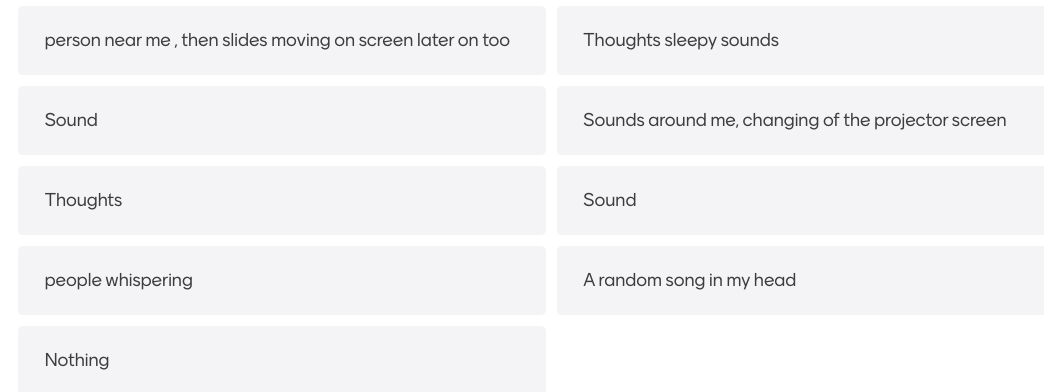 person near me , then slides moving on screen later on too
Thoughts sleepy sounds
Sound
Sounds around me, changing of the projector screen
Thoughts
Sound
people whispering
A random song in my head
Nothing